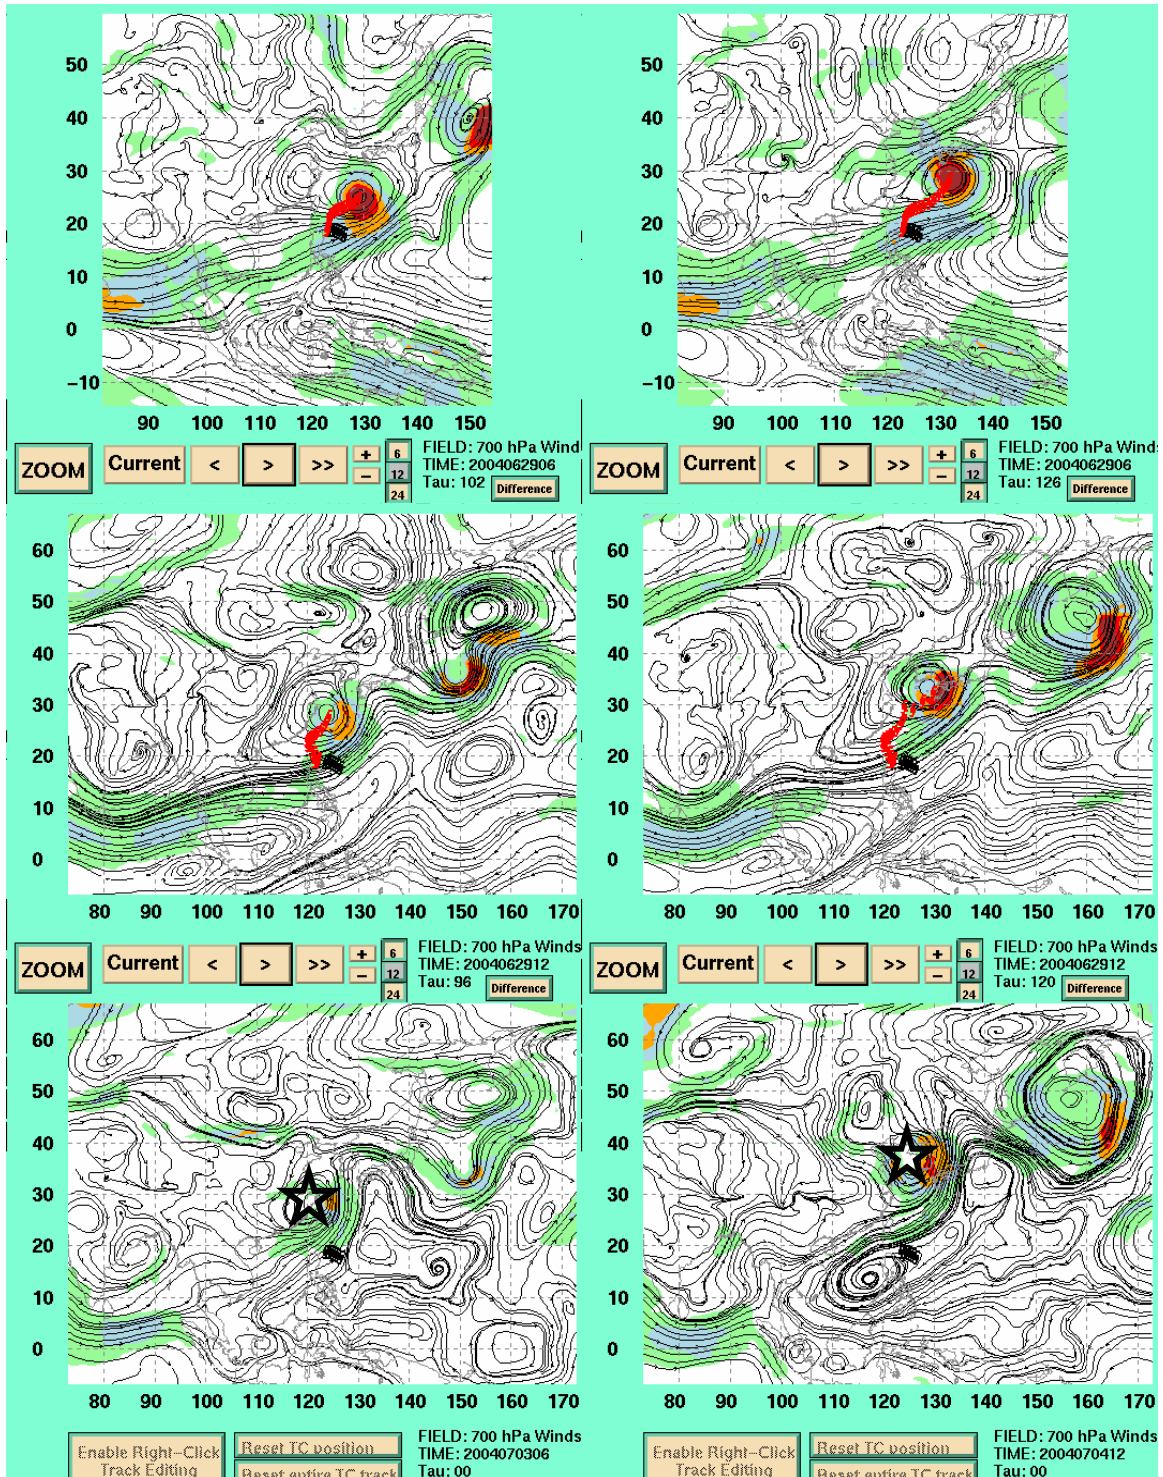 50
40
30
20
10
0
−10
90 100 110 120 130 140 150
50
40
30
20
10
0
−10
90 100 110 120 130 140 150
ZOOM
Current
<
>
>>
+
−
6
12
24
FIELD: 700 hPa Wind
TIME: 2004062906
Tau: 102
Difference
ZOOM
Current
<
>
>>
+
−
6
12
24
FIELD: 700 hPa Wind
TIME: 2004062906
Tau: 126
Difference
60
50
40
30
20
10
0
80 90 100 110 120 130 140 150 160 170
60
50
40
30
20
10
0
80 90 100 110 120 130 140 150 160 170
ZOOM
Current
<
>
>>
+
−
6
12
24
FIELD: 700 hPa Winds
TIME: 2004062912
Tau: 96
Difference
ZOOM
Current
<
>
>>
+
−
6
12
24
FIELD: 700 hPa Winds
TIME: 2004062912
Tau: 120
Difference
60
50
40
30
20
10
0
80 90 100 110 120 130 140 150 160 170
60
50
40
30
20
10
0
80 90 100 110 120 130 140 150 160 170
Enable Right−Click
Track Editing
Reset TC position
Reset entire TC track
FIELD: 700 hPa Winds
TIME: 2004070306
Tau: 00
Enable Right−Click
Track Editing
Reset TC position
Reset entire TC track
FIELD: 700 hPa Winds
TIME: 2004070412
Tau: 00